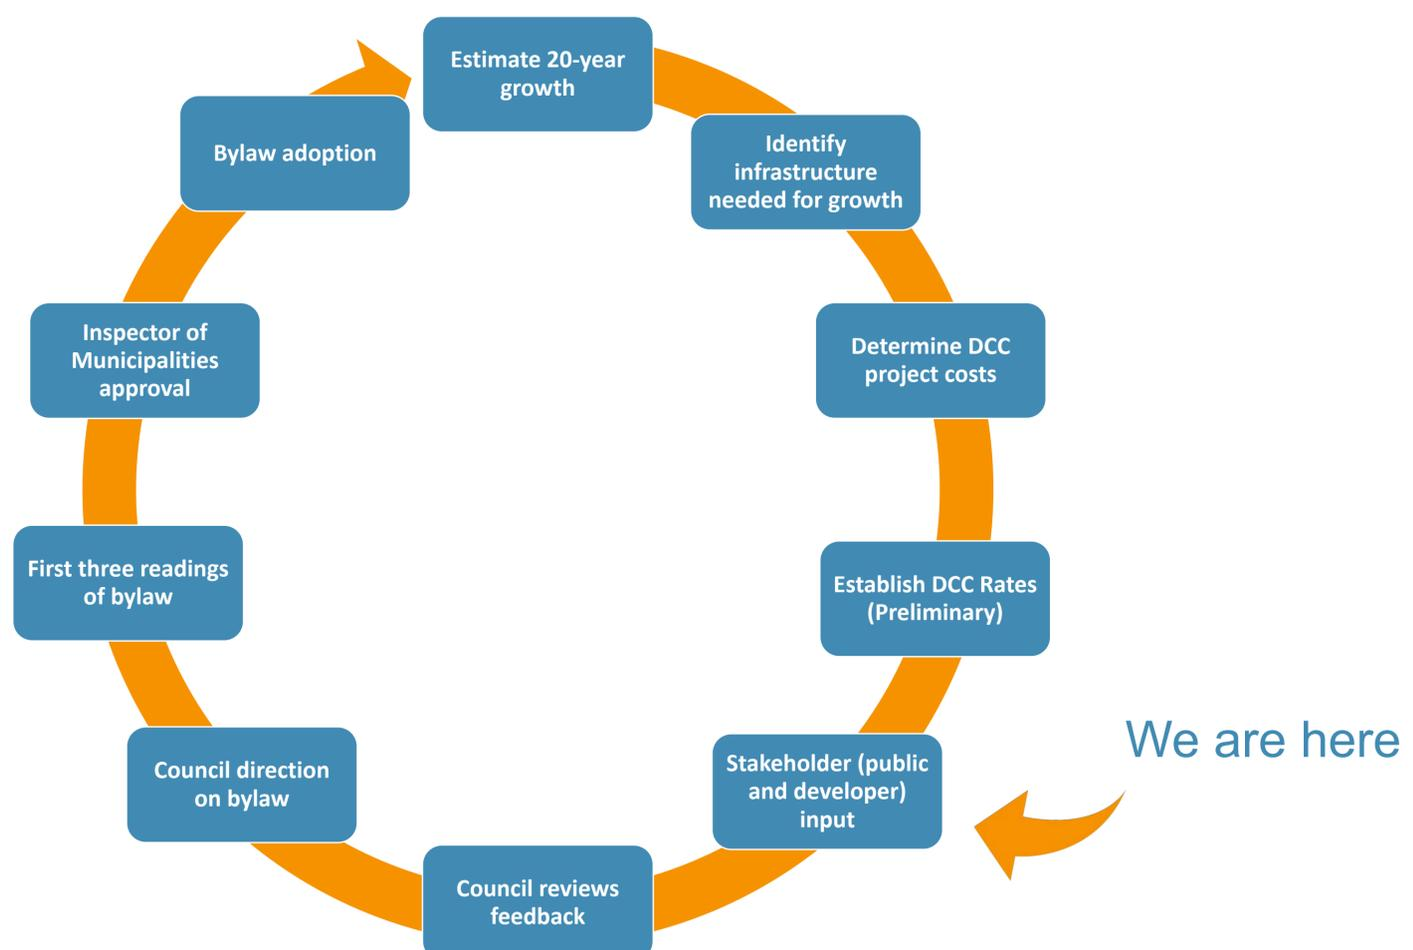 Estimate 20-year
growth
Identify
infrastructure
needed for growth
Determine DCC
project costs
Establish DCC Rates
(Preliminary)
We are here
Stakeholder (public
and developer)
input
Council reviews
feedback
Council direction
on bylaw
First three readings
of bylaw
Inspector of
Municipalities
approval
Bylaw adoption